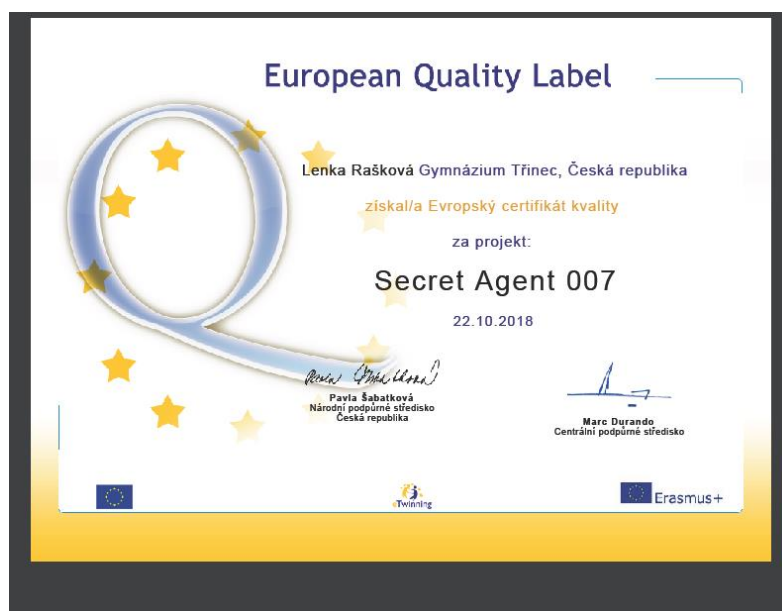 European Quality Label
Lenka Rašková Gymnázium Třinec, Česká republika
získal/a Evropský certifikát kvality
za projekt:
Secret Agent 007
22.10.2018
Pavla Šabatková
Národní podpůrné středisko
Česká republika
Marc Durando
Centrální podpůrné středisko
eTwinning
Erasmus+